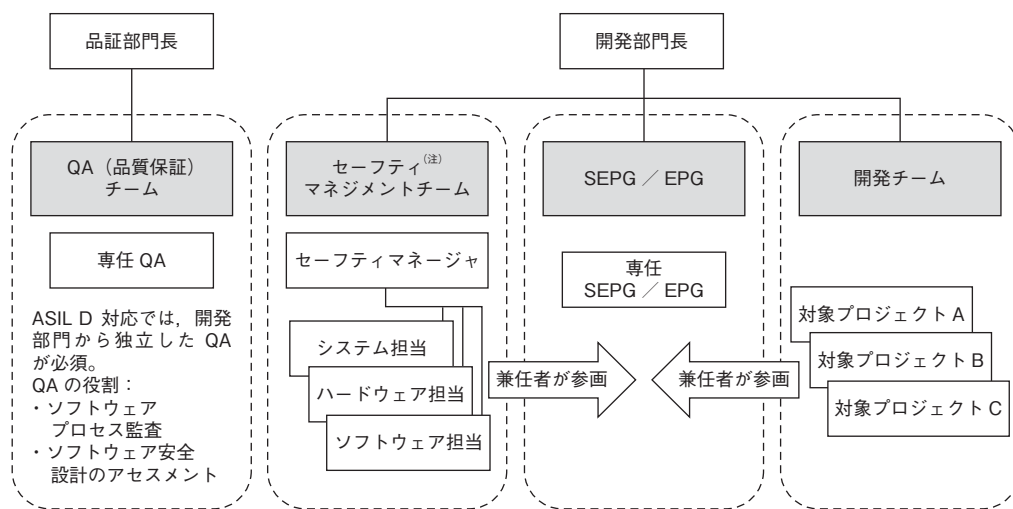 品証部門長
開発部門長
QA（品質保証）
チーム
セーフティ(注)
マネジメントチーム
SEPG ／ EPG
開発チーム
専任 QA
セーフティマネージャ
専任
SEPG ／ EPG
ASIL D 対応では，開発
部門から独立した QA
が必須。
QA の役割：
・ソフトウェア
プロセス監査
・ソフトウェア安全
設計のアセスメント
システム担当
ハードウェア担当
ソフトウェア担当
兼任者が参画
兼任者が参画
対象プロジェクト A
対象プロジェクト B
対象プロジェクト C